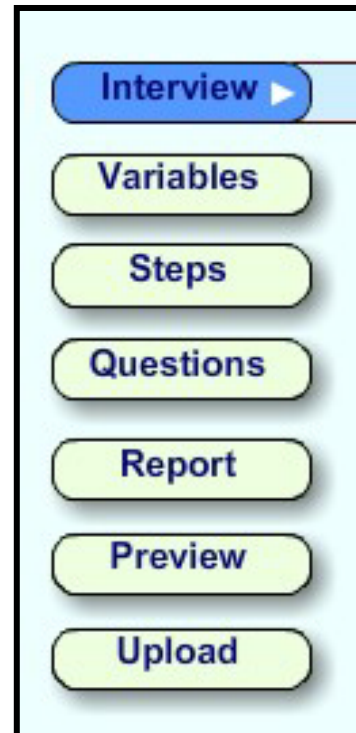 Interview
Variables
Steps
Questions
Report
Preview
Upload